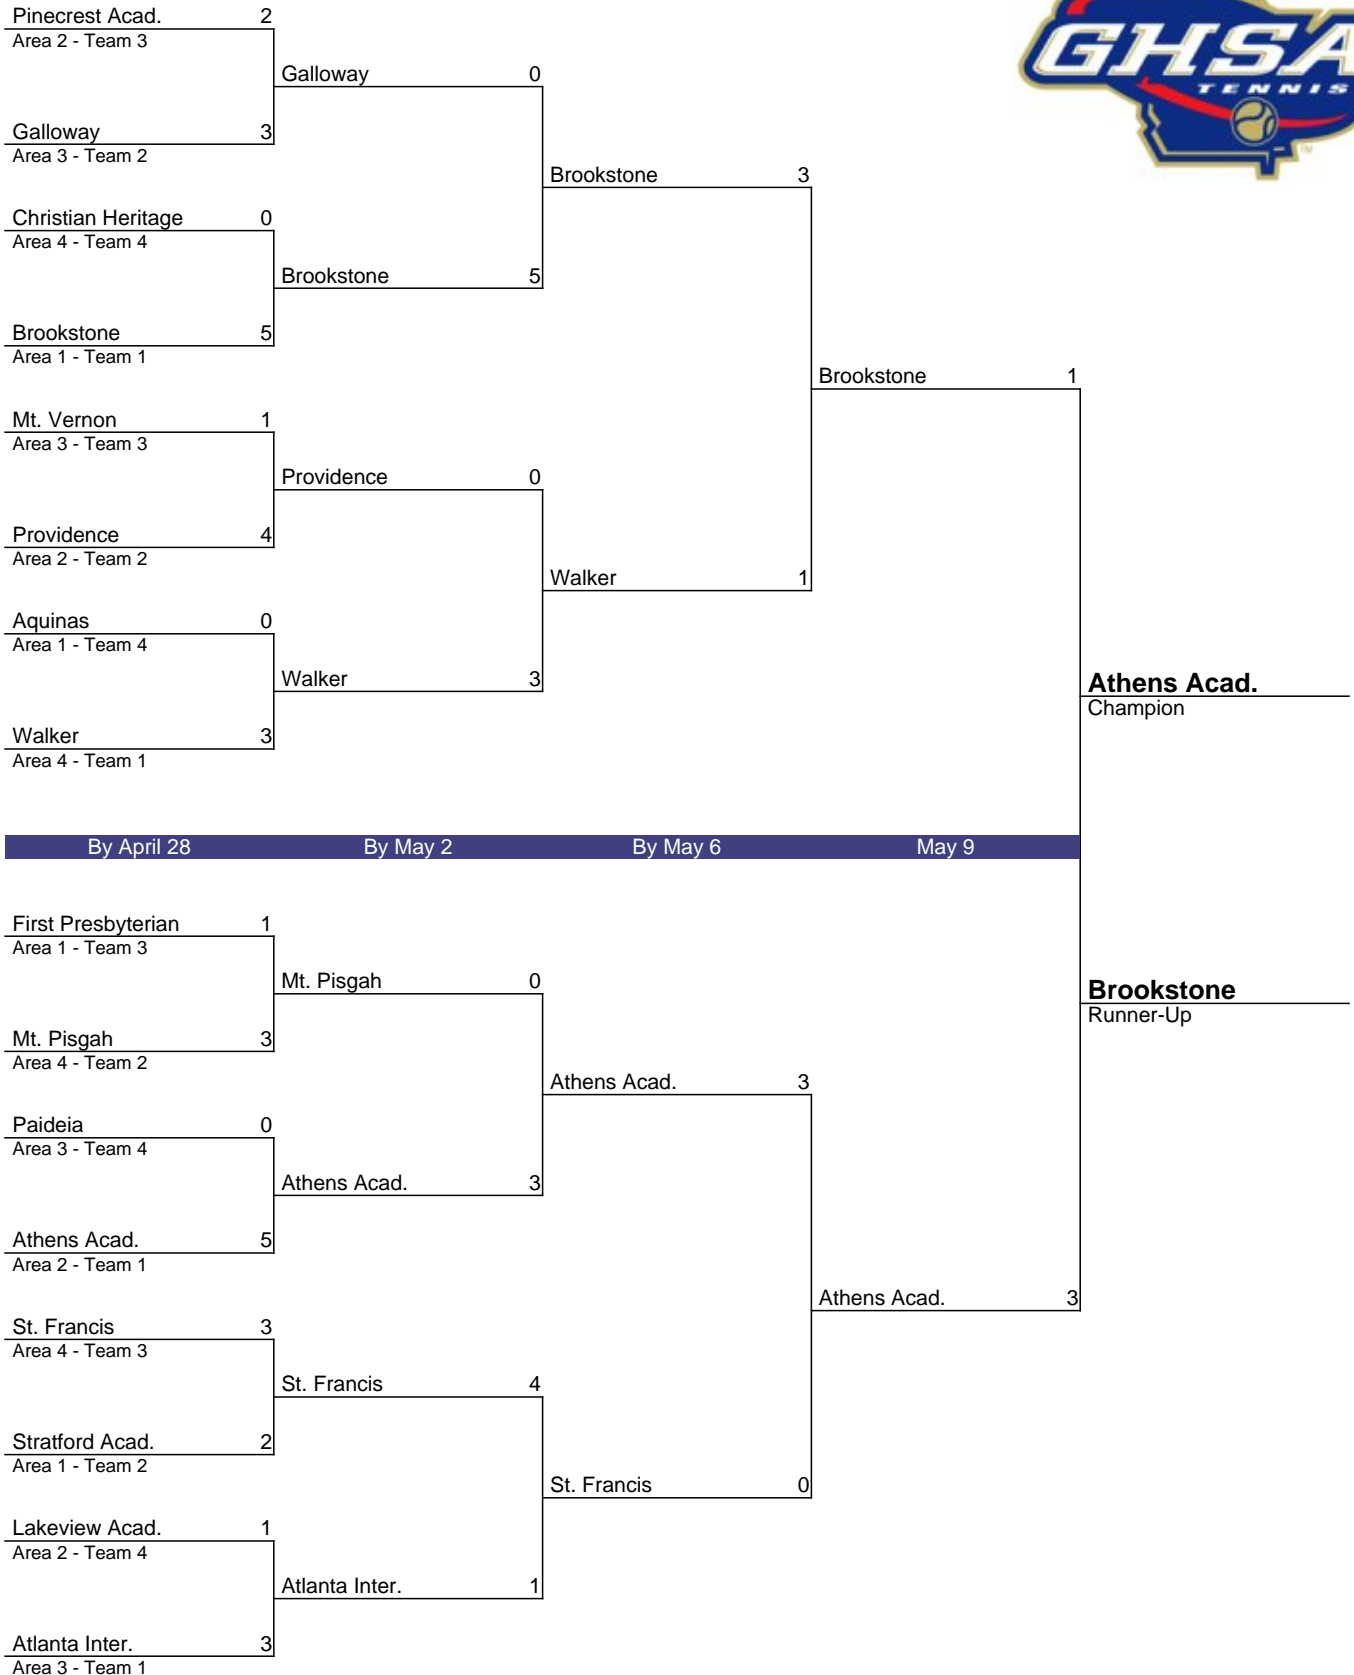 Pinecrest Acad. 2
Area 2 - Team 3
GHSA
TENNIS
Galloway 0
Galloway 3
Area 3 - Team 2
Brookstone 3
Christian Heritage 0
Area 4 - Team 4
Brookstone 5
Brookstone 5
Area 1 - Team 1
Brookstone 1
Mt. Vernon 1
Area 3 - Team 3
Providence 0
Providence 4
Area 2 - Team 2
Walker 1
Aquinas 0
Area 1 - Team 4
Walker 3
Athens Acad.
Champion
Walker 3
Area 4 - Team 1
By April 28 By May 2 By May 6 May 9
First Presbyterian 1
Area 1 - Team 3
Mt. Pisgah 0
Brookstone
Runner-Up
Mt. Pisgah 3
Area 4 - Team 2
Athens Acad. 3
Paideia 0
Area 3 - Team 4
Athens Acad. 3
Athens Acad. 5
Area 2 - Team 1
Athens Acad. 3
St. Francis 3
Area 4 - Team 3
St. Francis 4
Stratford Acad. 2
Area 1 - Team 2
St. Francis 0
Lakeview Acad. 1
Area 2 - Team 4
Atlanta Inter. 1
Atlanta Inter. 3
Area 3 - Team 1